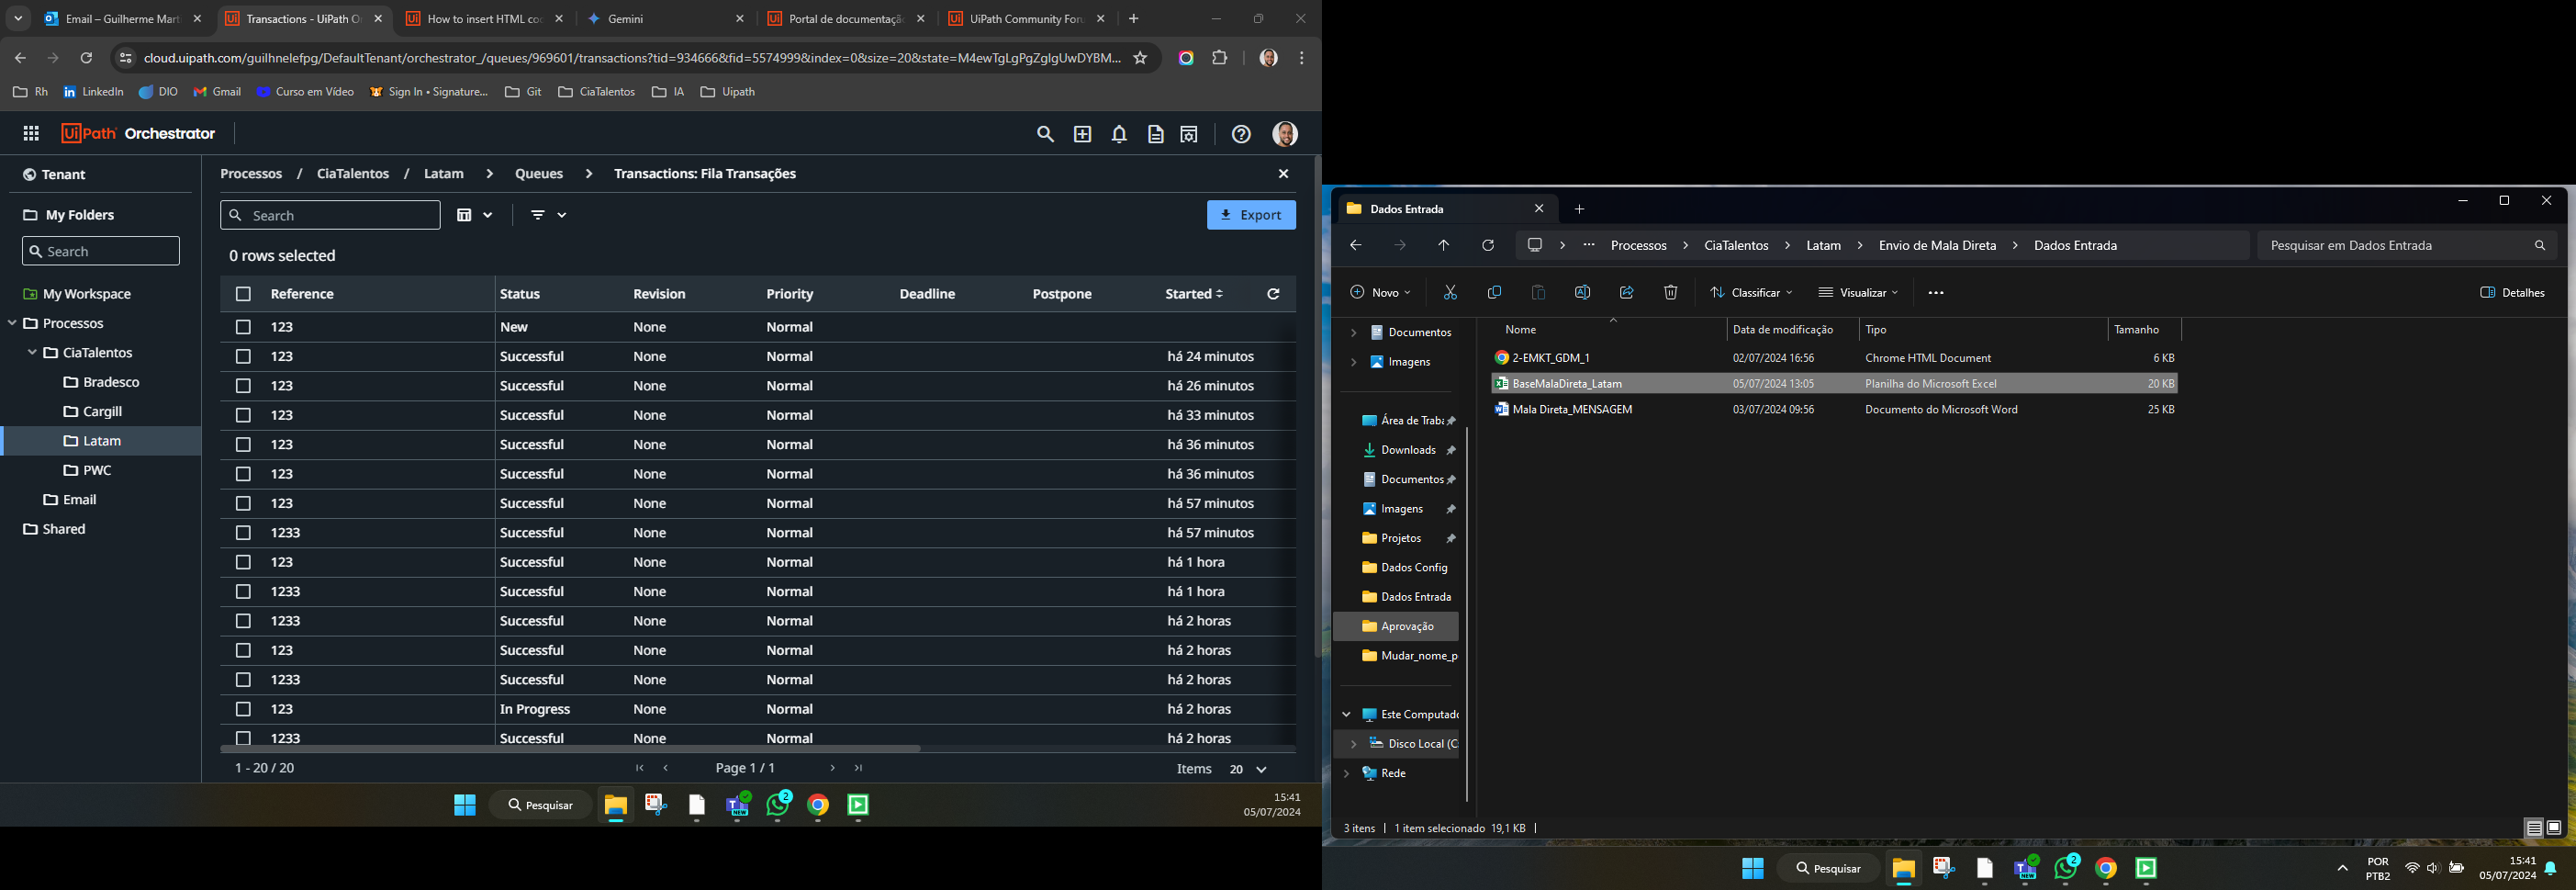 Email – Guilherme Mart
Transactions - UiPath O
How to insert HTML co
Gemini
Portal de documentaçã
UiPath Community For
cloud.uipath.com/guilhnelefpg/DefaultTenant/orchestrator_/queues/969601/transactions?tid=934666&fid=5574999&index=0&size=20&state=M4ewTgLgPgZglgUwDYBM...
Rh
LinkedIn
DIO
Gmail
Curso em Vídeo
Sign In • Signature...
Git
CiaTalentos
IA
Uipath
UiPath Orchestrator
Tenant
My Folders
Search
My Workspace
Processos
CiaTalentos
Bradesco
Cargill
Latam
PWC
Email
Shared
Processos / CiaTalentos / Latam > Queues > Transactions: Fila Transações
Search
Export
0 rows selected
Reference Status Revision Priority Deadline Postpone Started
123 New None Normal
123 Successful None Normal há 24 minutos
123 Successful None Normal há 26 minutos
123 Successful None Normal há 33 minutos
123 Successful None Normal há 36 minutos
123 Successful None Normal há 36 minutos
123 Successful None Normal há 57 minutos
1233 Successful None Normal há 57 minutos
123 Successful None Normal há 1 hora
1233 Successful None Normal há 1 hora
1233 Successful None Normal há 2 horas
123 Successful None Normal há 2 horas
1233 Successful None Normal há 2 horas
123 In Progress None Normal há 2 horas
1233 Successful None Normal há 2 horas
1 - 20 / 20
Page 1 / 1
Items 20
Pesquisar
NEW
2
15:41
05/07/2024
Dados Entrada
Processos > CiaTalentos > Latam > Envio de Mala Direta > Dados Entrada
Pesquisar em Dados Entrada
Novo
Classificar
Visualizar
Detalhes
Documentos
Imagens
Área de Traba
Downloads
Documentos
Imagens
Projetos
Dados Config
Dados Entrada
Aprovação
Mudar_nome_p
Este Computado
Disco Local (C
Rede
Nome Data de modificação Tipo Tamanho
2-EMKT_GDM_1 02/07/2024 16:56 Chrome HTML Document 6 KB
BaseMalaDireta_Latam 05/07/2024 13:05 Planilha do Microsoft Excel 20 KB
Mala Direta_MENSAGEM 03/07/2024 09:56 Documento do Microsoft Word 25 KB
3 itens
1 item selecionado 19,1 KB
Pesquisar
NEW
2
POR
PTB2
15:41
05/07/2024